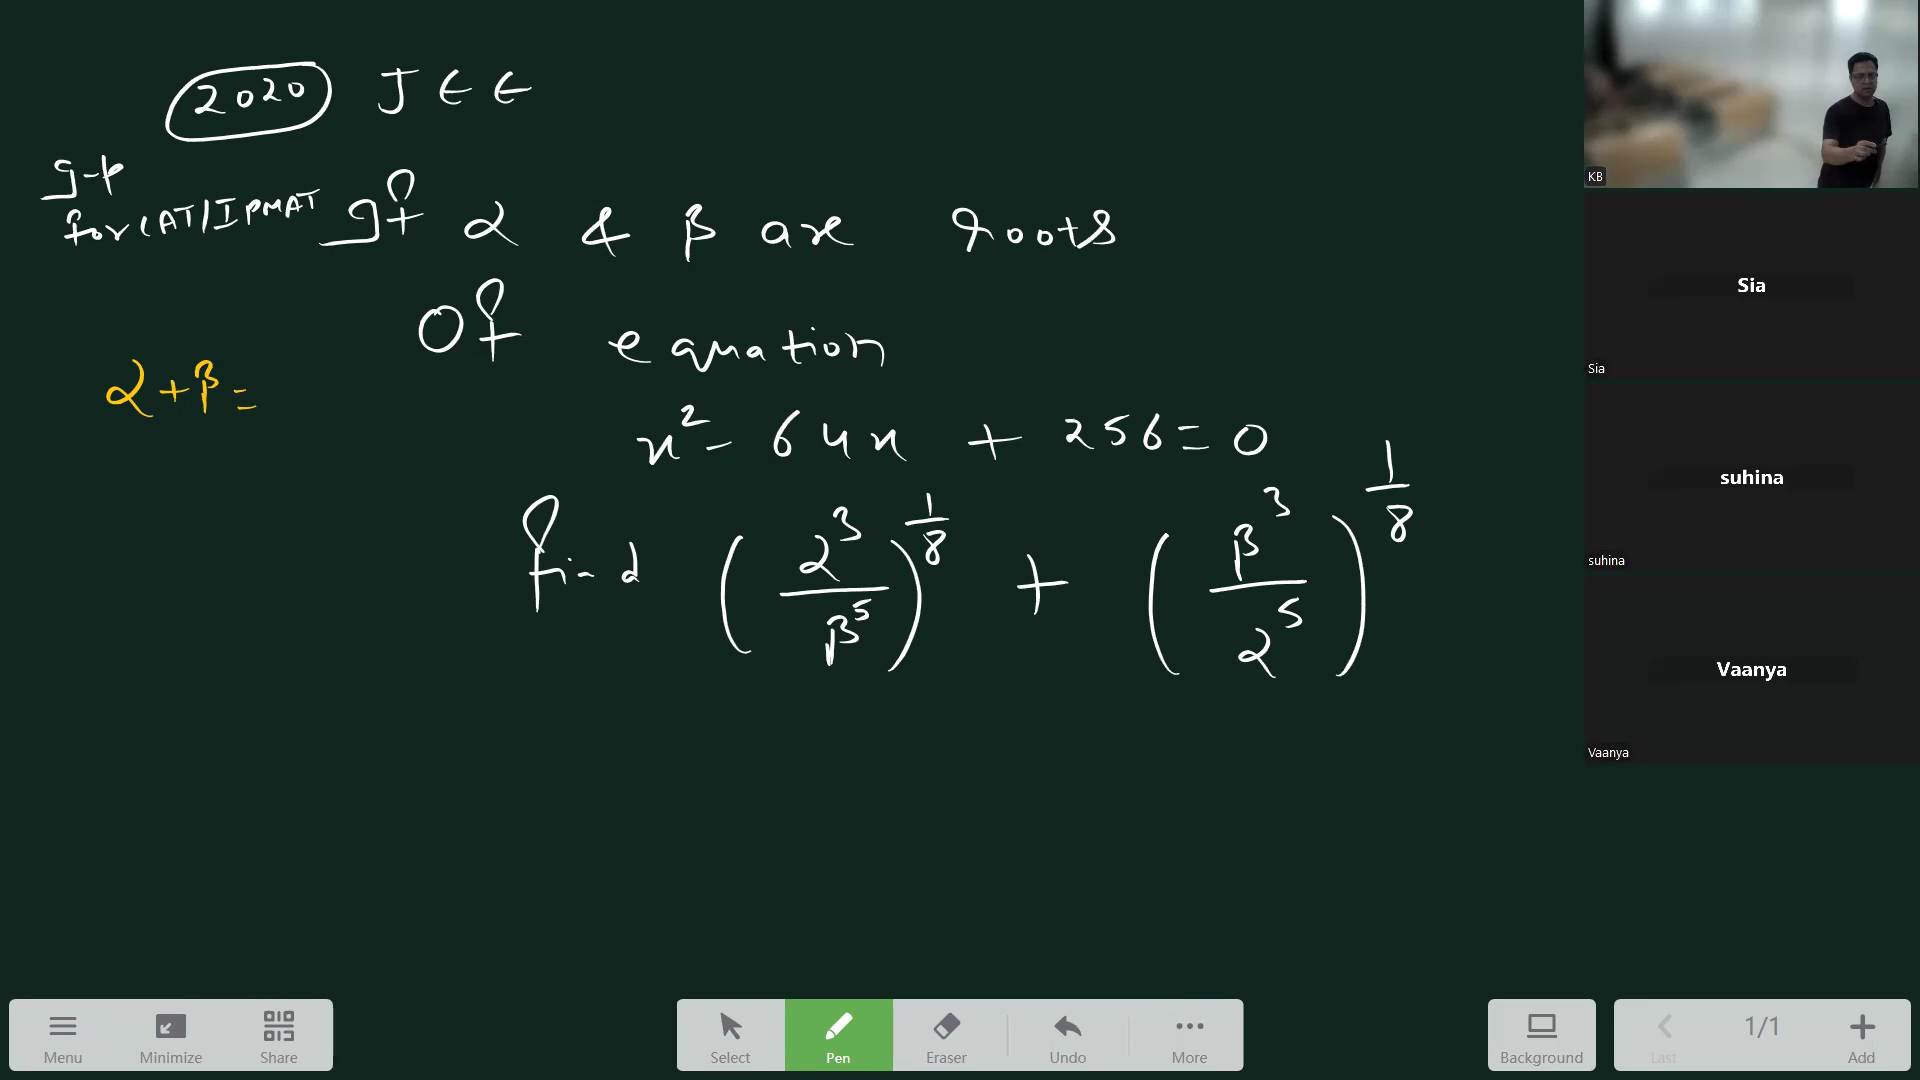 2020 JEE
g-p
for CAT/IPMAT
If α & β are roots
of equation
α+β=
x² - 64x + 256 = 0
find (α³/β⁵)^(1/8) + (β³/α⁵)^(1/8)
KB
Sia
Sia
suhina
suhina
Vaanya
Vaanya
Menu Minimize Share Select Pen Eraser Undo More Background Last 1/1 Add